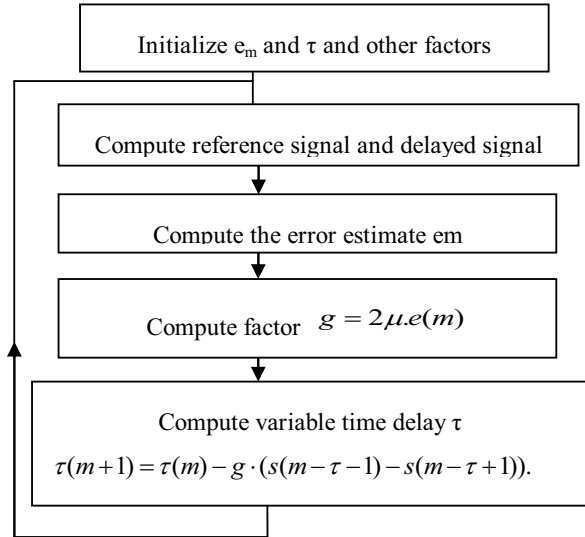 Initialize eₘ and τ and other factors
Compute reference signal and delayed signal
Compute the error estimate em
Compute factor g = 2μ.e(m)
Compute variable time delay τ
τ(m+1) = τ(m) − g · (s(m−τ−1) − s(m−τ+1)).